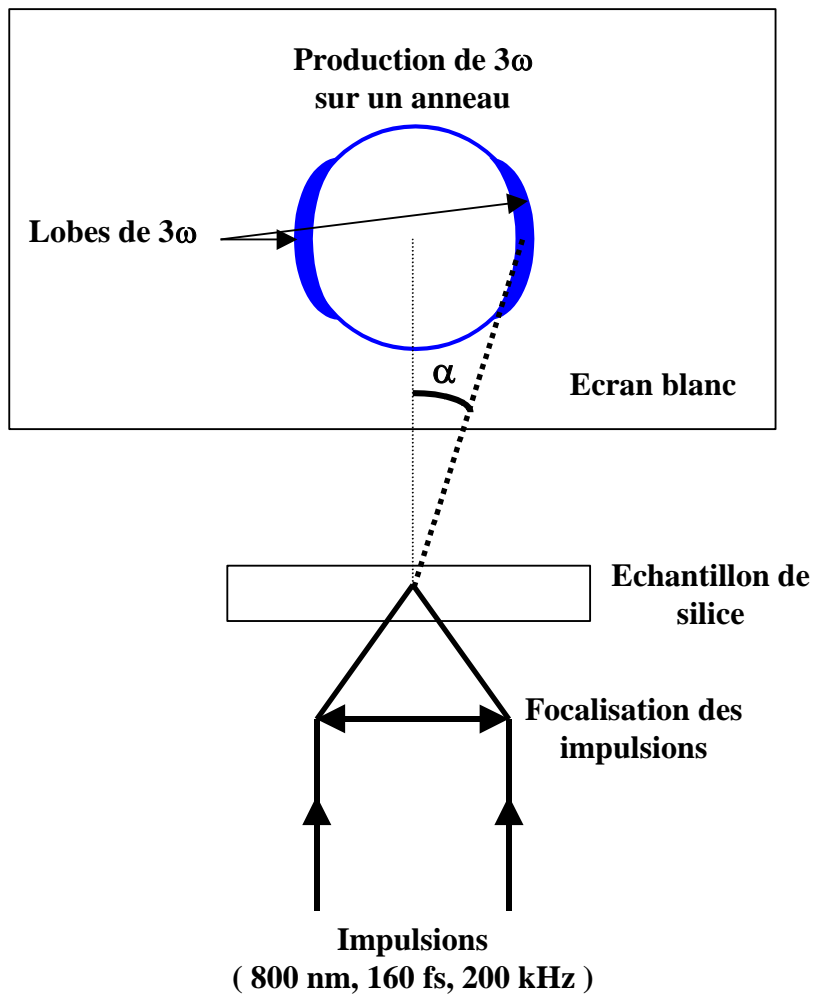 Production de 3ω
sur un anneau
Lobes de 3ω
α
Ecran blanc
Echantillon de
silice
Focalisation des
impulsions
Impulsions
( 800 nm, 160 fs, 200 kHz )